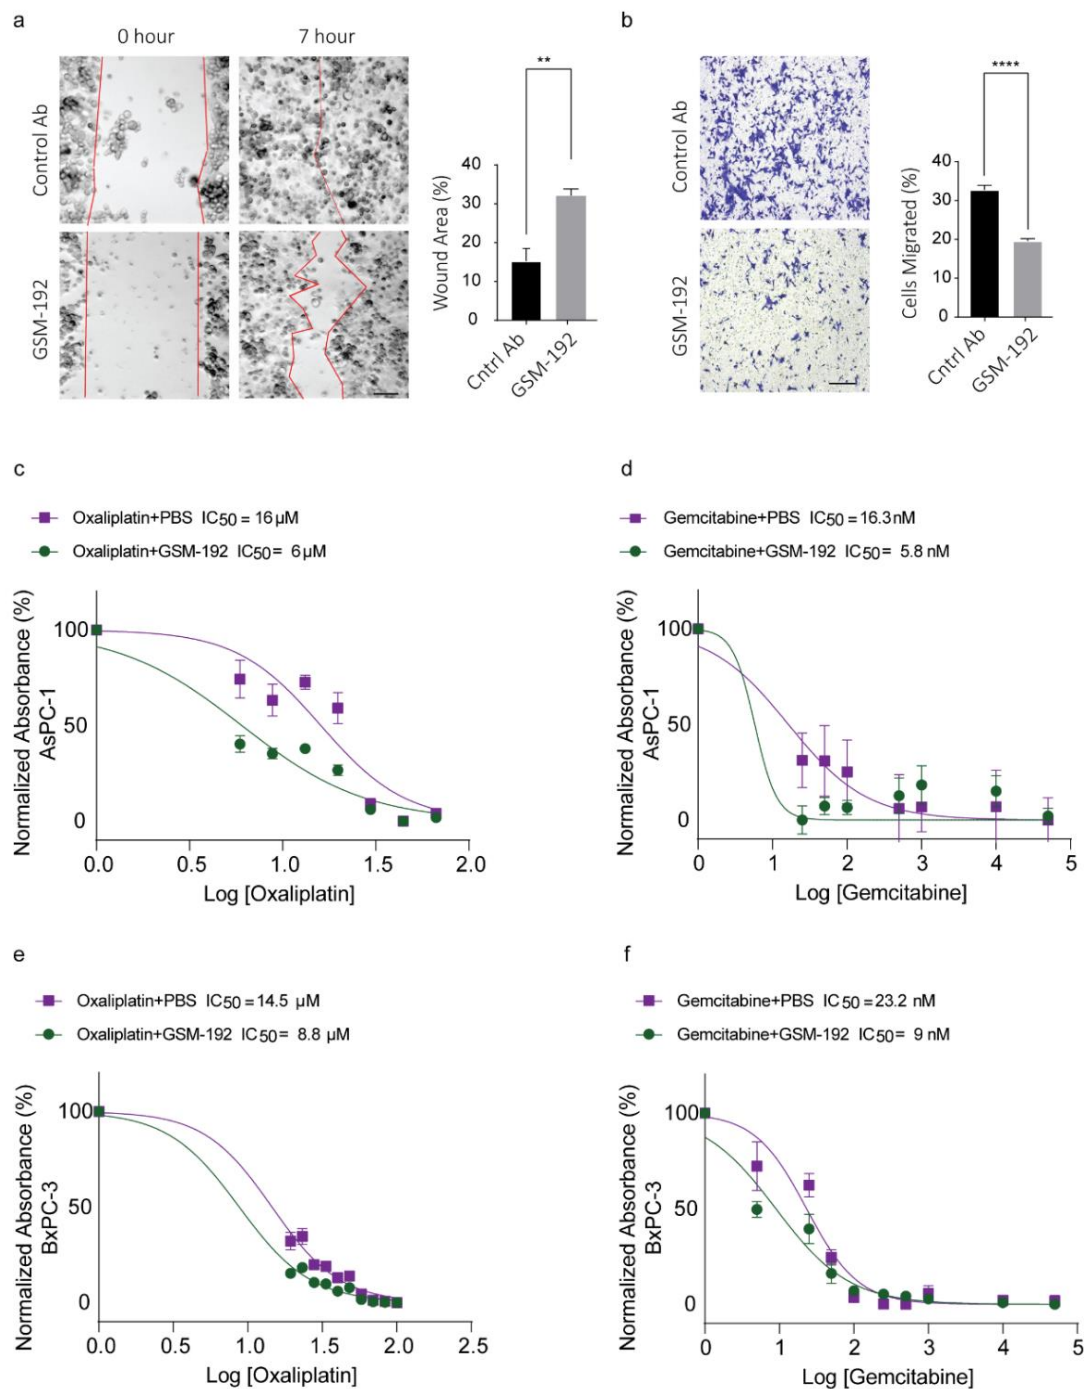 a
0 hour
7 hour
Control Ab
GSM-192
**
Wound Area (%)
40
30
20
10
0
Cntrl Ab
GSM-192
b
Control Ab
GSM-192
****
Cells Migrated (%)
40
30
20
10
0
Cntrl Ab
GSM-192
c
Oxaliplatin+PBS IC50 = 16 µM
Oxaliplatin+GSM-192 IC50 = 6 µM
Normalized Absorbance (%)
AsPC-1
100
50
0
0.0 0.5 1.0 1.5 2.0
Log [Oxaliplatin]
d
Gemcitabine+PBS IC50 = 16.3 nM
Gemcitabine+GSM-192 IC50 = 5.8 nM
Normalized Absorbance (%)
AsPC-1
100
50
0
0 1 2 3 4 5
Log [Gemcitabine]
e
Oxaliplatin+PBS IC50 = 14.5 µM
Oxaliplatin+GSM-192 IC50 = 8.8 µM
Normalized Absorbance (%)
BxPC-3
100
50
0
0.0 0.5 1.0 1.5 2.0 2.5
Log [Oxaliplatin]
f
Gemcitabine+PBS IC50 = 23.2 nM
Gemcitabine+GSM-192 IC50 = 9 nM
Normalized Absorbance (%)
BxPC-3
100
50
0
0 1 2 3 4 5
Log [Gemcitabine]